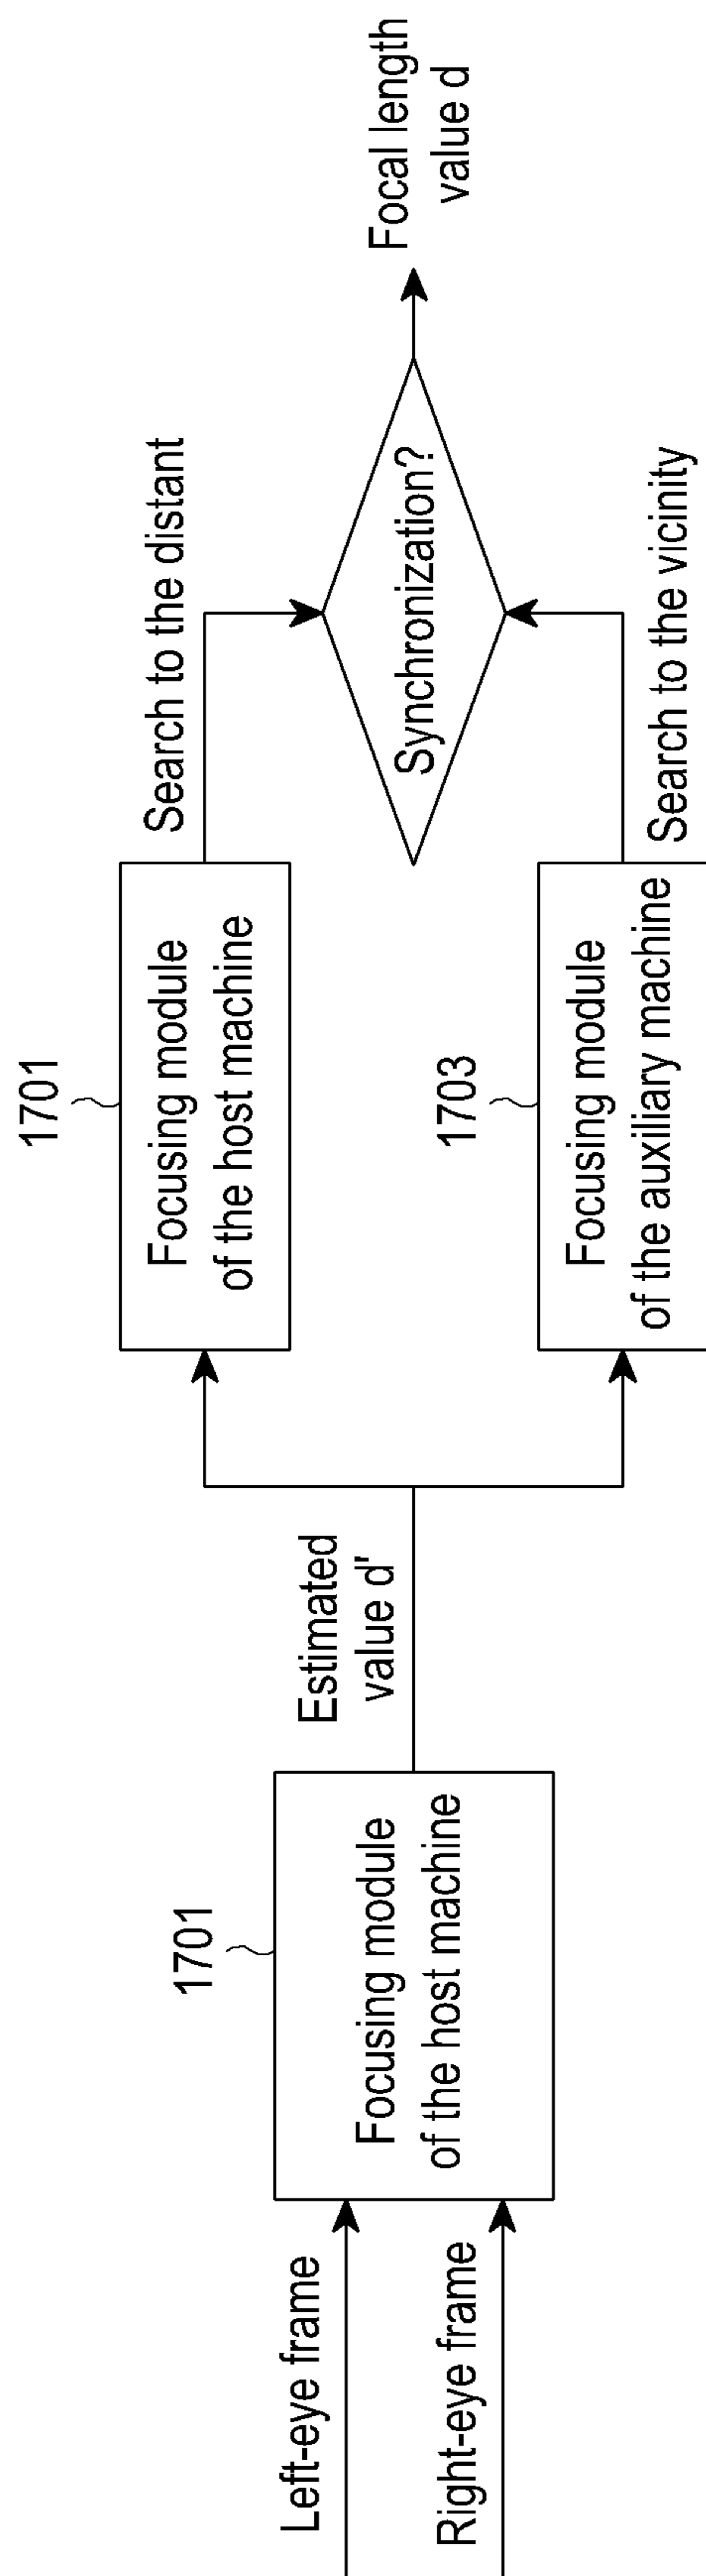 Left-eye frame
Right-eye frame
1701
Focusing module
of the host machine
Estimated
value d'
1701
Focusing module
of the host machine
1703
Focusing module
of the auxiliary machine
Search to the distant
Search to the vicinity
Synchronization?
Focal length
value d